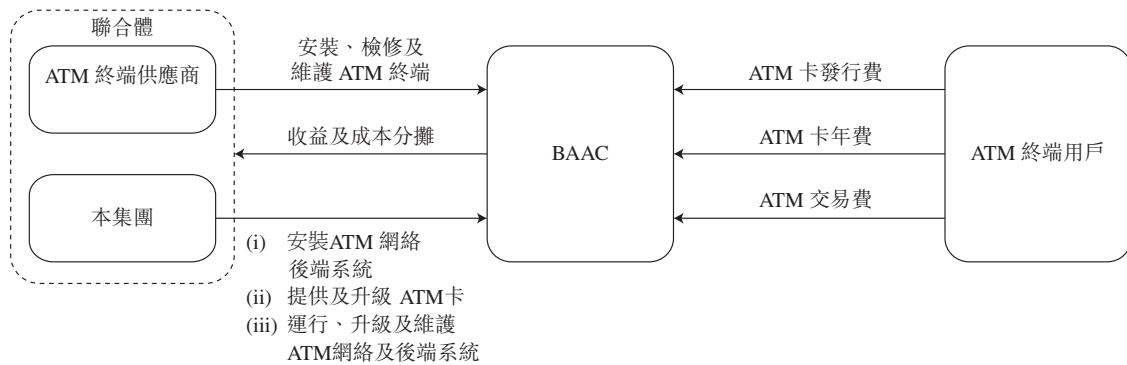 聯合體
ATM 終端供應商
安裝、檢修及
維護 ATM 終端
收益及成本分攤
本集團
(i) 安裝ATM 網絡
後端系統
(ii) 提供及升級 ATM卡
(iii) 運行、升級及維護
ATM網絡及後端系統
BAAC
ATM 卡發行費
ATM 卡年費
ATM 交易費
ATM 終端用戶